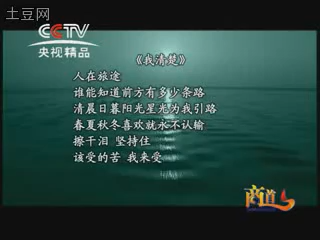 土豆网
CCTV
央视精品
《我清楚》
人在旅途
谁能知道前方有多少条路
清晨日暮阳光星光为我引路
春夏秋冬喜欢就永不认输
擦干泪 坚持住
该受的苦 我来受
商道